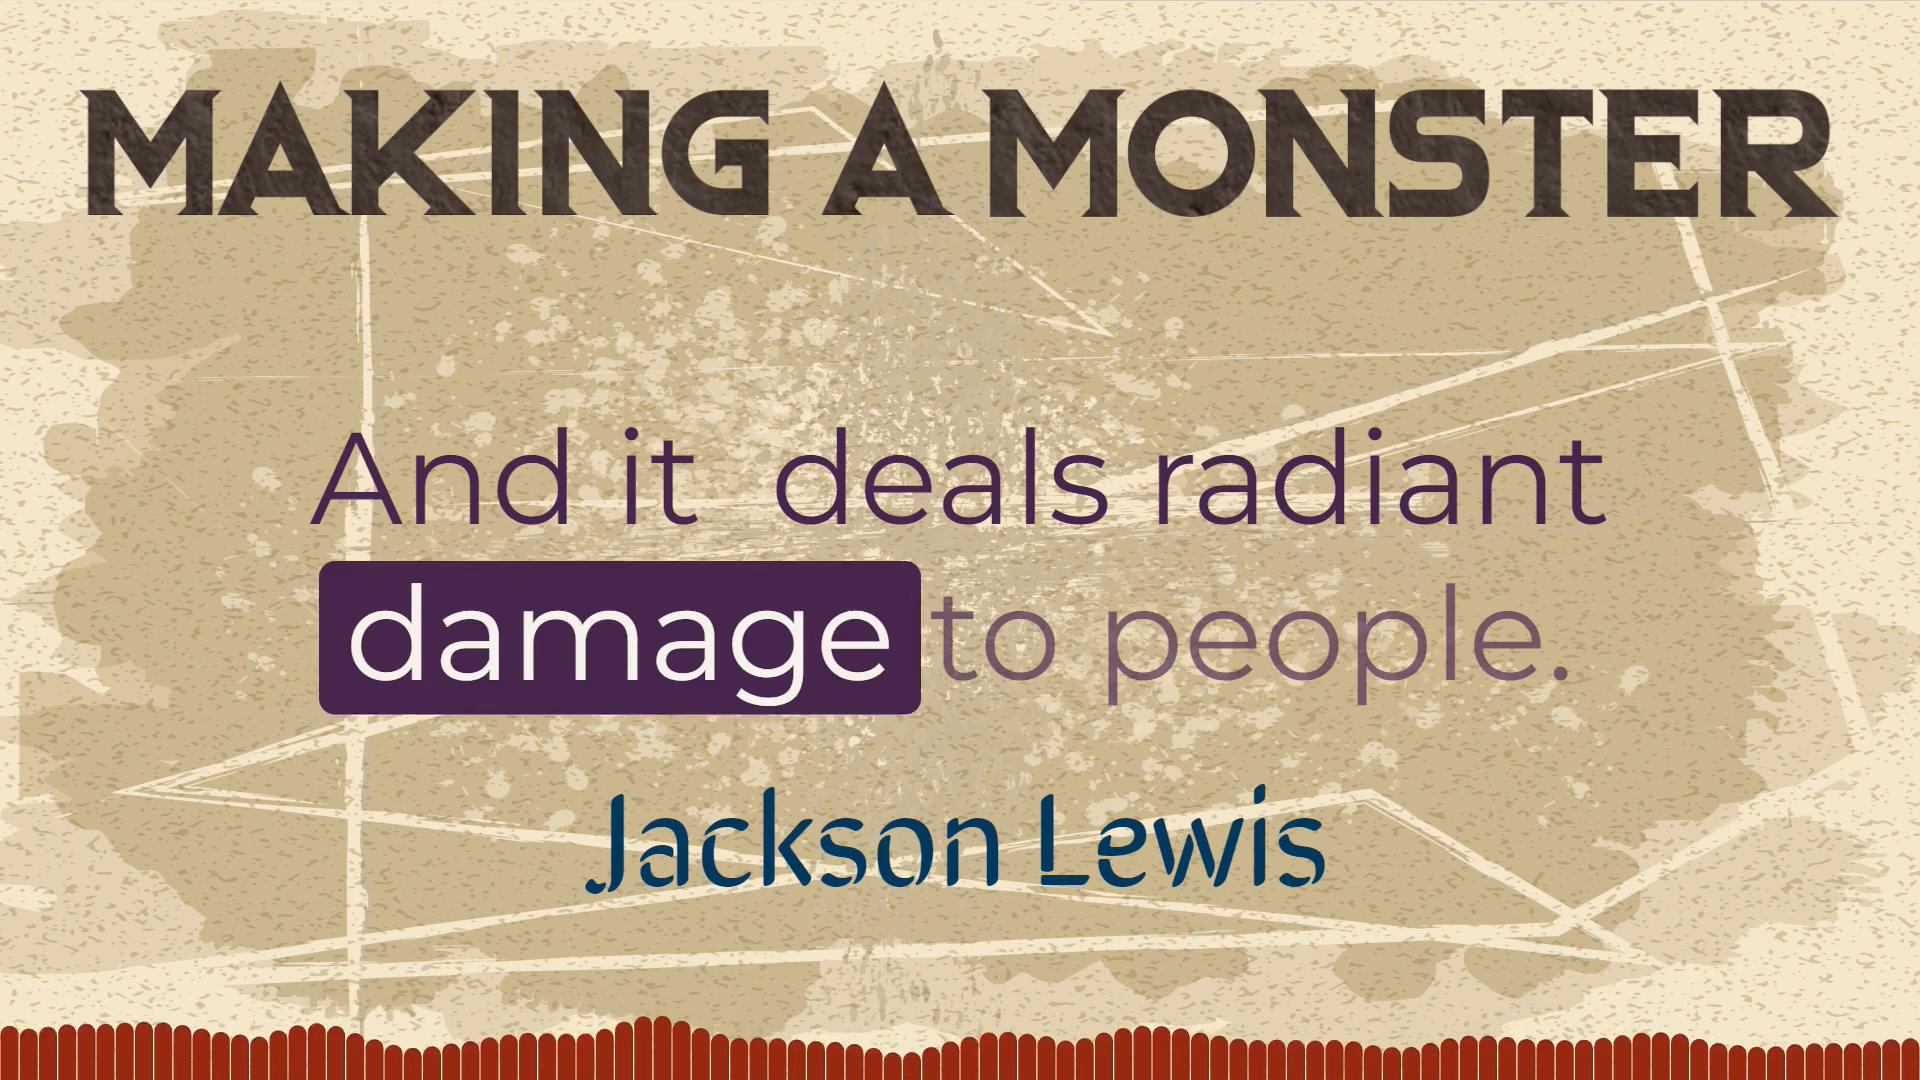 MAKING A MONSTER
And it  deals radiant
damage to people.
Jackson Lewis